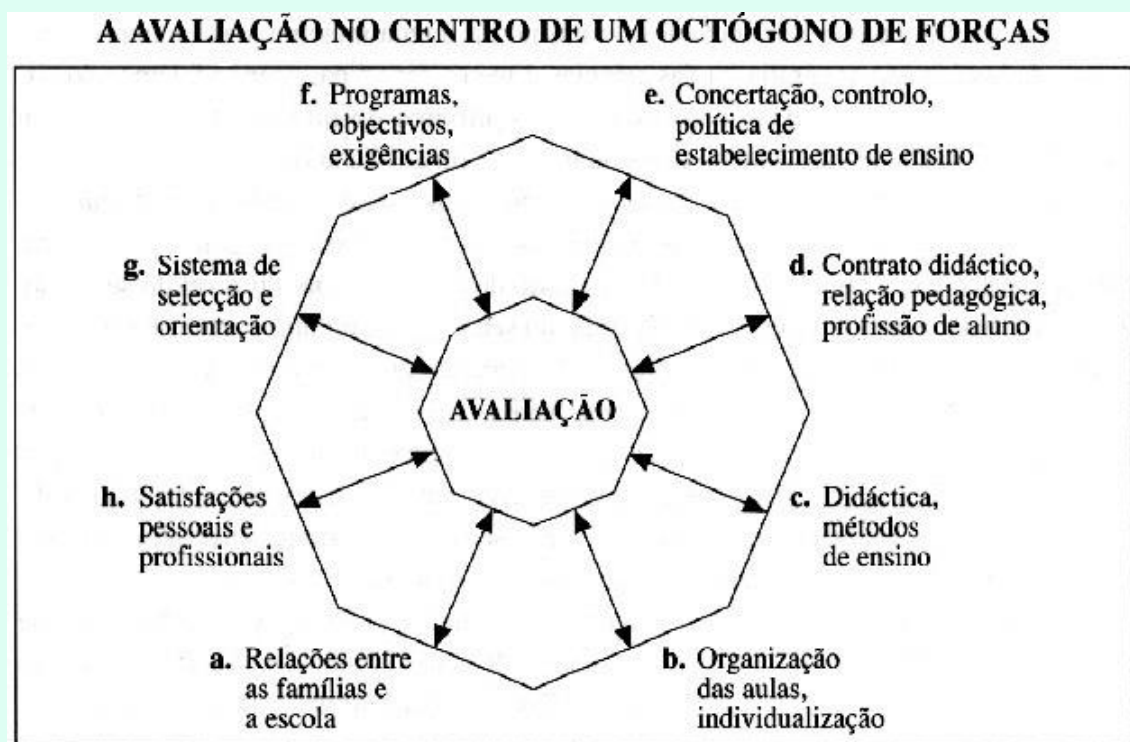 A AVALIAÇÃO NO CENTRO DE UM OCTÓGONO DE FORÇAS
f. Programas,
objectivos,
exigências
e. Concertação, controlo,
política de
estabelecimento de ensino
g. Sistema de
selecção e
orientação
d. Contrato didáctico,
relação pedagógica,
profissão de aluno
AVALIAÇÃO
h. Satisfações
pessoais e
profissionais
c. Didáctica,
métodos
de ensino
a. Relações entre
as famílias e
a escola
b. Organização
das aulas,
individualização